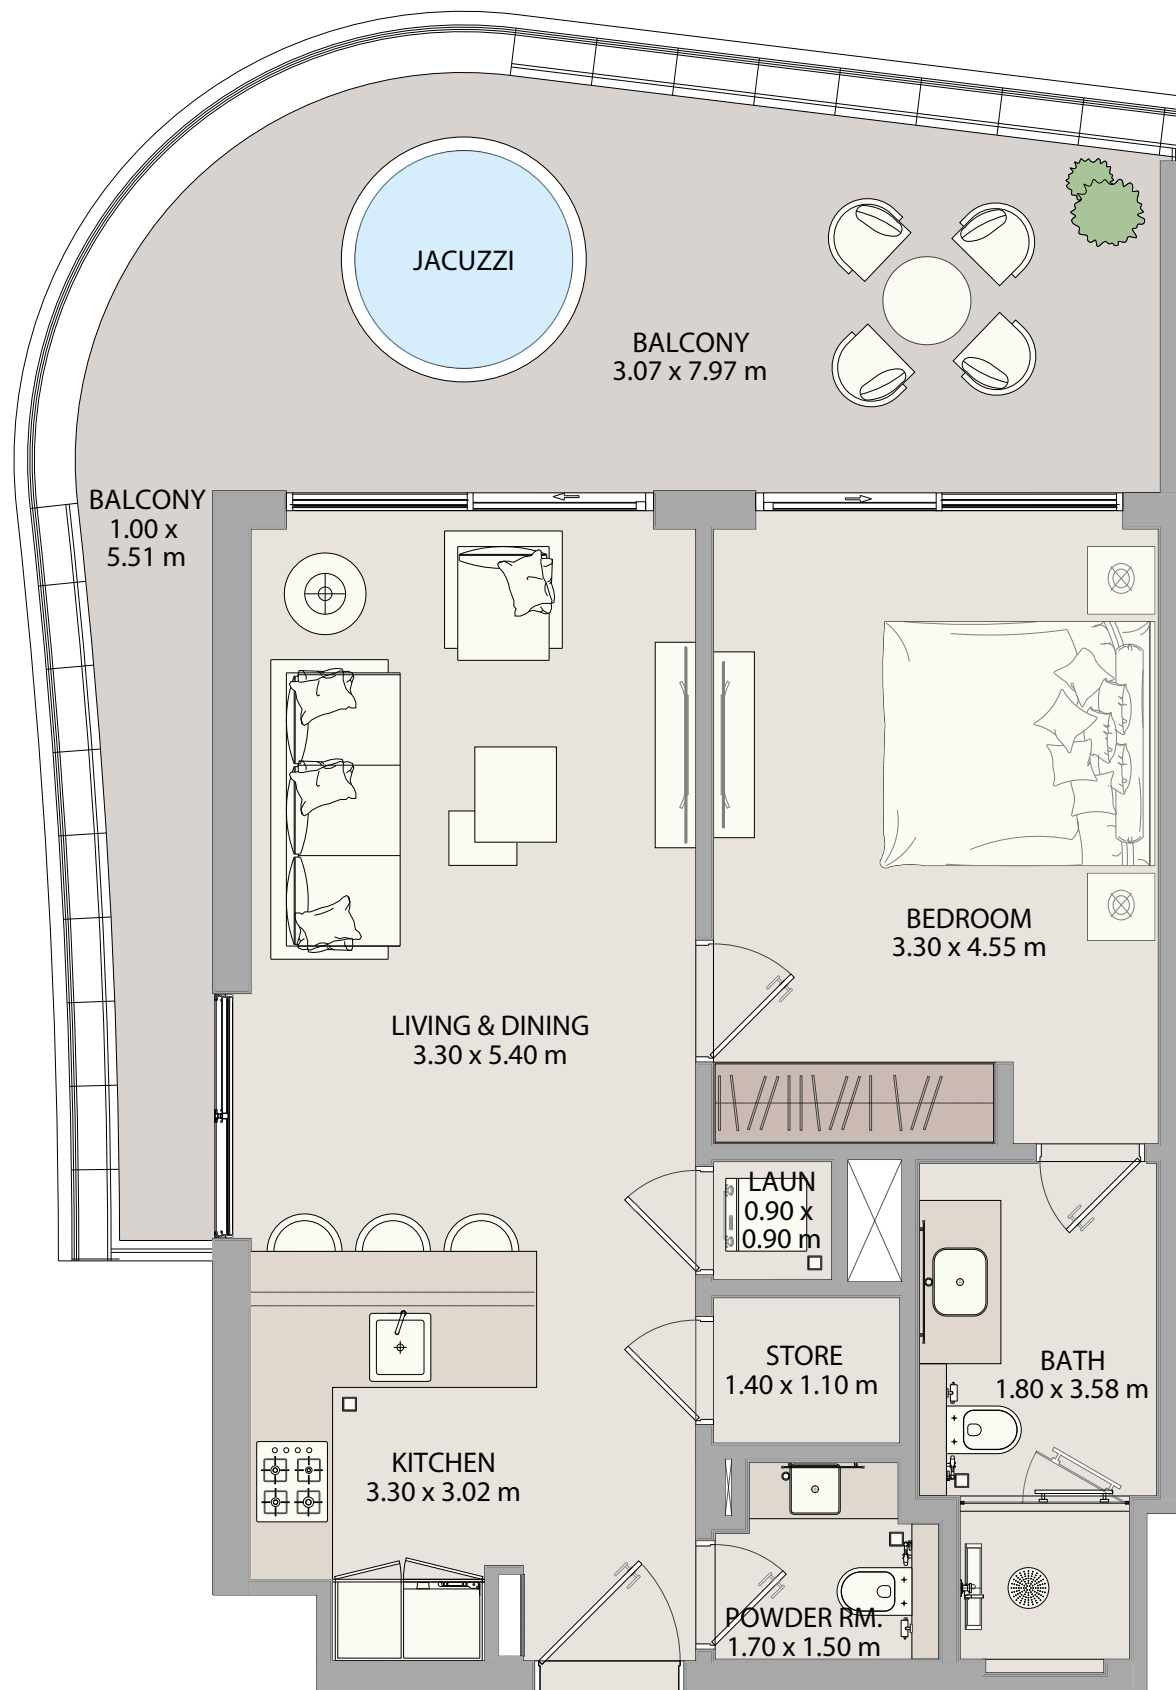 JACUZZI
BALCONY
3.07 x 7.97 m
BALCONY
1.00 x
5.51 m
BEDROOM
3.30 x 4.55 m
LIVING & DINING
3.30 x 5.40 m
LAUN
0.90 x
0.90 m
STORE
1.40 x 1.10 m
BATH
1.80 x 3.58 m
KITCHEN
3.30 x 3.02 m
POWDER RM.
1.70 x 1.50 m